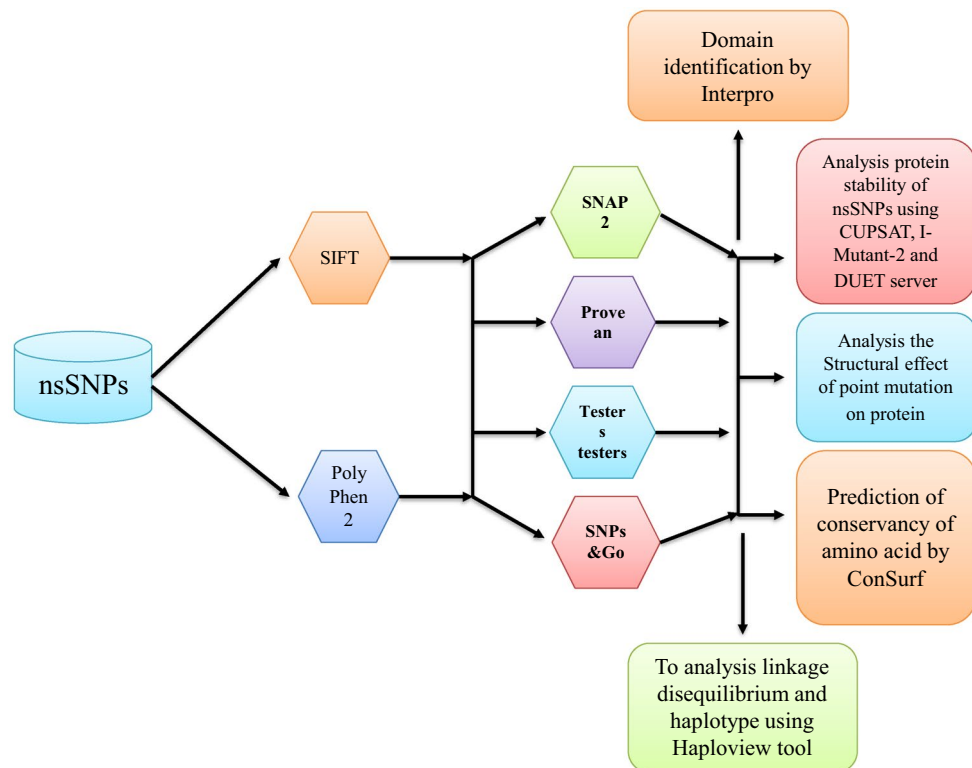 nsSNPs
SIFT
Poly
Phen
2
SNAP
2
Prove
an
Tester
s
testers
SNPs
&Go
Domain
identification by
Interpro
Analysis protein
stability of
nsSNPs using
CUPSAT, I-
Mutant-2 and
DUET server
Analysis the
Structural effect
of point mutation
on protein
Prediction of
conservancy of
amino acid by
ConSurf
To analysis linkage
disequilibrium and
haplotype using
Haploview tool